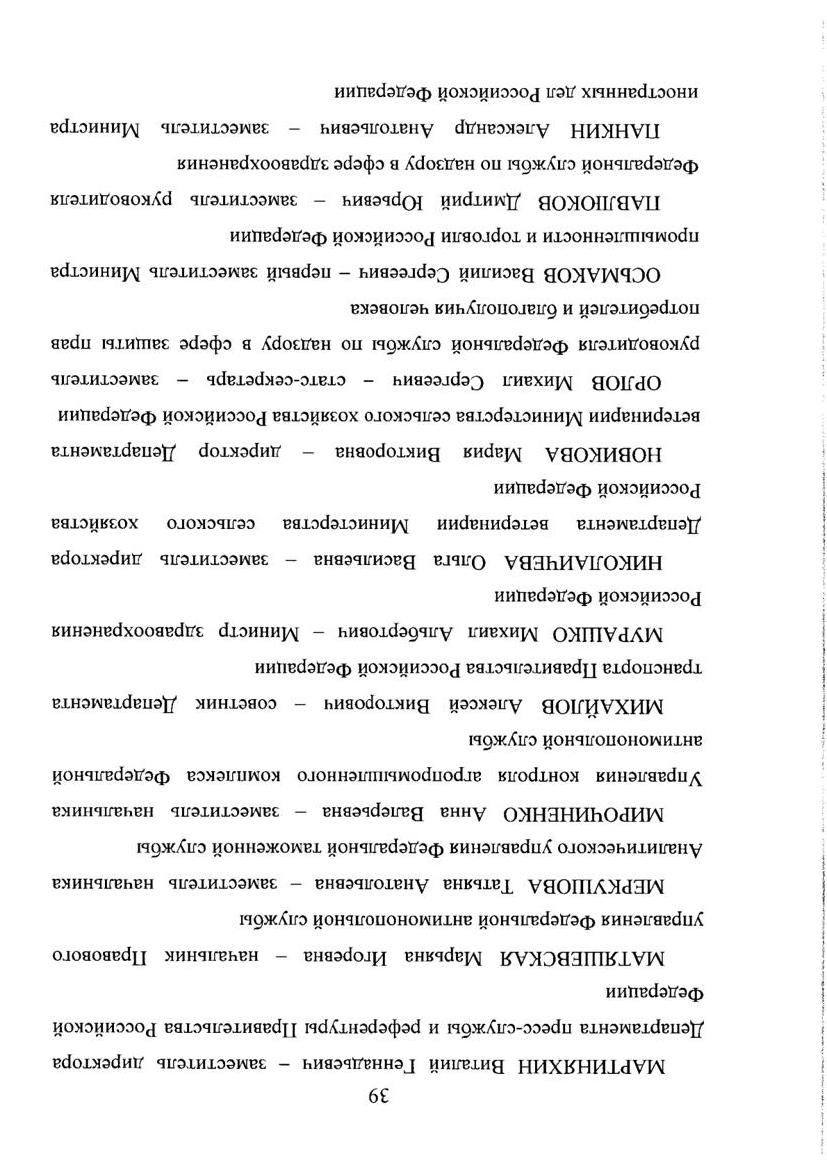 39
МАРТИНЯХИН Виталий Геннадьевич – заместитель директора
Департамента пресс-службы и референтуры Правительства Российской
Федерации
МАТЯШЕВСКАЯ Марьяна Игоревна – начальник Правового
управления Федеральной антимонопольной службы
МЕРКУШОВА Татьяна Анатольевна – заместитель начальника
Аналитического управления Федеральной таможенной службы
МИРОЧИНЕНКО Анна Валерьевна – заместитель начальника
Управления контроля агропромышленного комплекса Федеральной
антимонопольной службы
МИХАЙЛОВ Алексей Викторович – советник Департамента
транспорта Правительства Российской Федерации
МУРАШКО Михаил Альбертович – Министр здравоохранения
Российской Федерации
НИКОЛАИЧЕВА Ольга Васильевна – заместитель директора
Департамента ветеринарии Министерства сельского хозяйства
Российской Федерации
НОВИКОВА Мария Викторовна – директор Департамента
ветеринарии Министерства сельского хозяйства Российской Федерации
ОРЛОВ Михаил Сергеевич – статс-секретарь – заместитель
руководителя Федеральной службы по надзору в сфере защиты прав
потребителей и благополучия человека
ОСЬМАКОВ Василий Сергеевич – первый заместитель Министра
промышленности и торговли Российской Федерации
ПАВЛЮКОВ Дмитрий Юрьевич – заместитель руководителя
Федеральной службы по надзору в сфере здравоохранения
ПАНКИН Александр Анатольевич – заместитель Министра
иностранных дел Российской Федерации